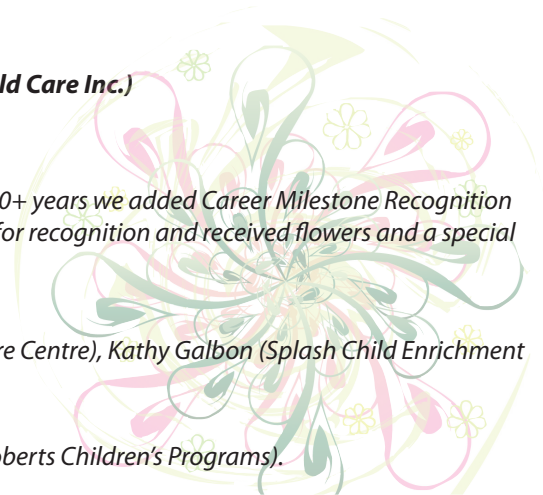 ld Care Inc.)
0+ years we added Career Milestone Recognition
for recognition and received flowers and a special
re Centre), Kathy Galbon (Splash Child Enrichment
oberts Children’s Programs).